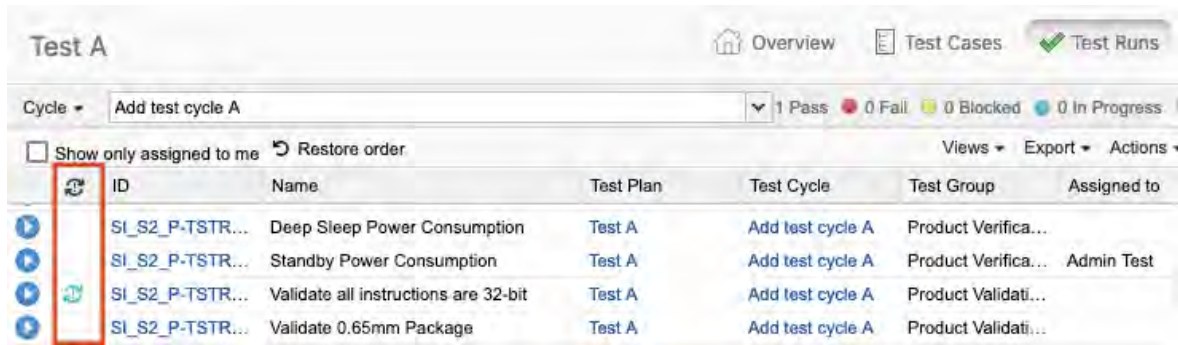 Test A Overview Test Cases Test Runs
Cycle Add test cycle A 1 Pass 0 Fail 0 Blocked 0 In Progress
Show only assigned to me Restore order Views Export Actions
ID Name Test Plan Test Cycle Test Group Assigned to
SI_S2_P-TSTR... Deep Sleep Power Consumption Test A Add test cycle A Product Verifica...
SI_S2_P-TSTR... Standby Power Consumption Test A Add test cycle A Product Verifica... Admin Test
SI_S2_P-TSTR... Validate all instructions are 32-bit Test A Add test cycle A Product Validati...
SI_S2_P-TSTR... Validate 0.65mm Package Test A Add test cycle A Product Validati...